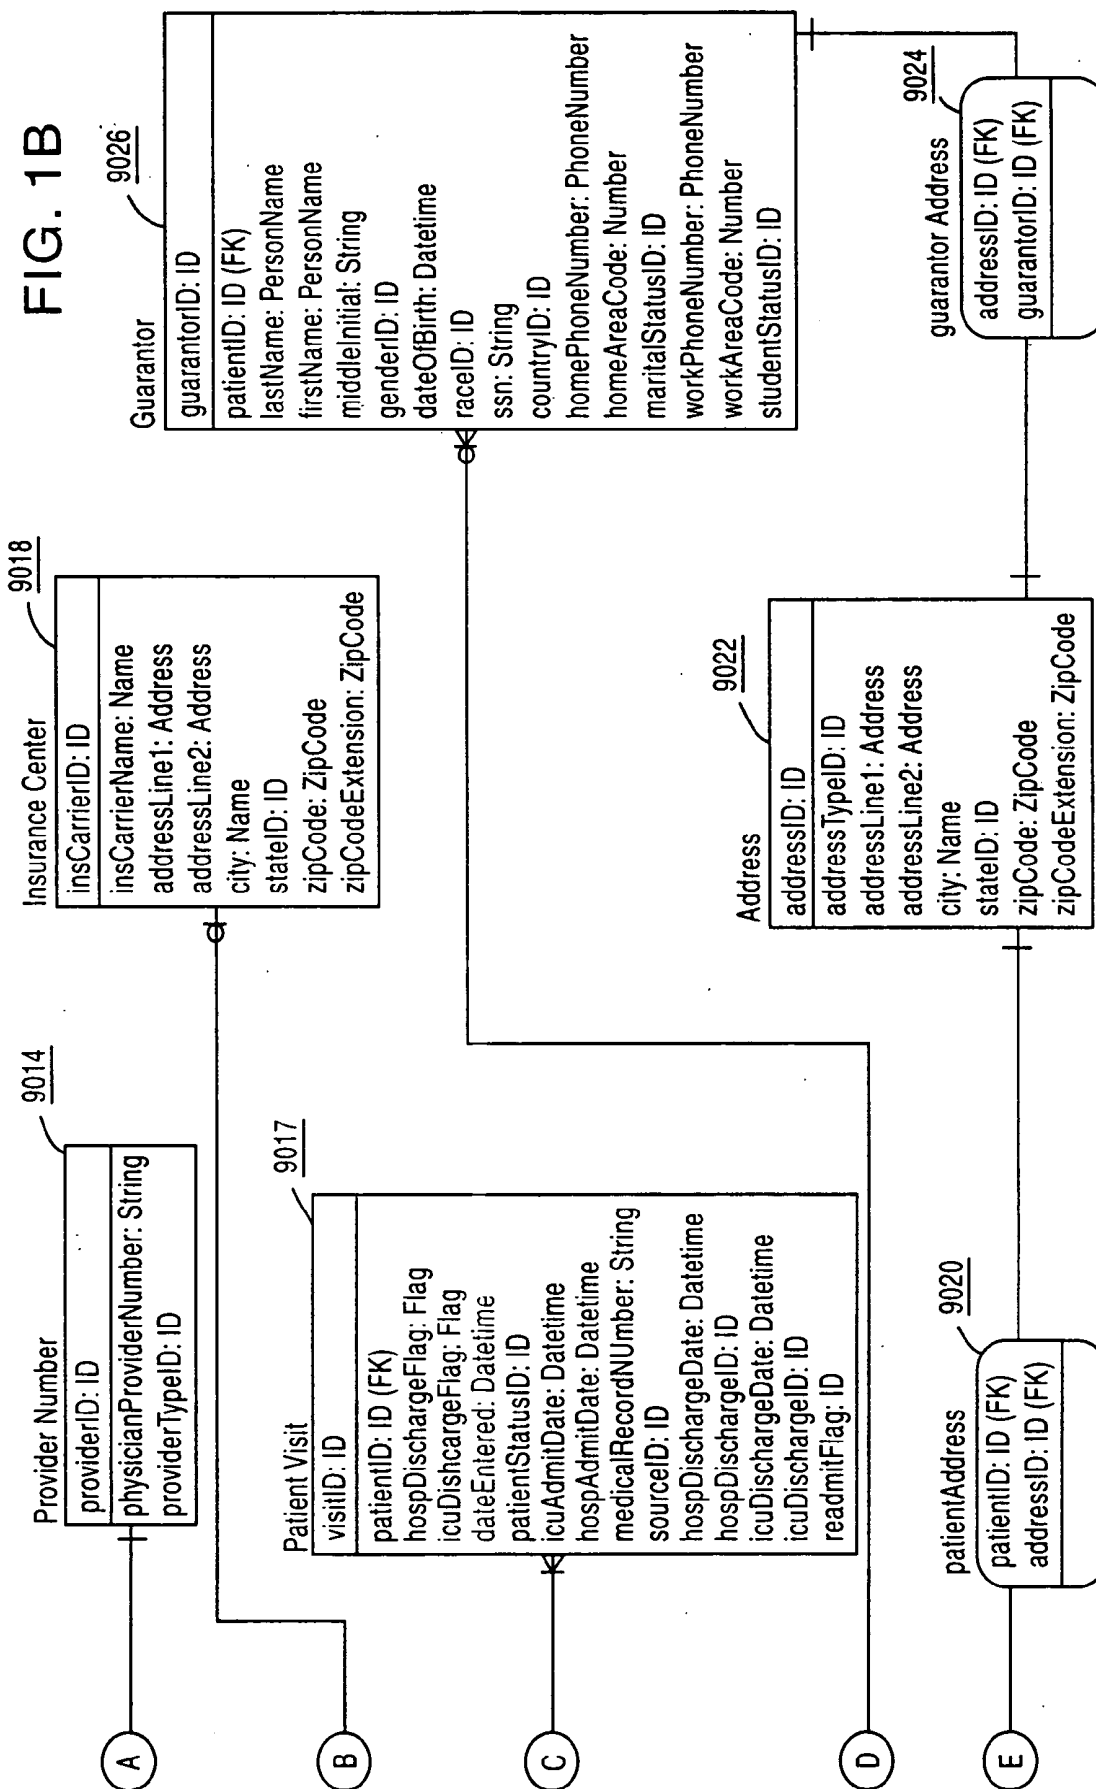 FIG. 1B
Provider Number
9014
providerID: ID
physicianProviderNumber: String
providerTypeID: ID
Insurance Center
9018
insCarrierID: ID
insCarrierName: Name
addressLine1: Address
addressLine2: Address
city: Name
stateID: ID
zipCode: ZipCode
zipCodeExtension: ZipCode
Guarantor
9026
guarantorID: ID
patientID: ID (FK)
lastName: PersonName
firstName: PersonName
middleInitial: String
genderID: ID
dateOfBirth: Datetime
raceID: ID
ssn: String
countryID: ID
homePhoneNumber: PhoneNumber
homeAreaCode: Number
maritalStatusID: ID
workPhoneNumber: PhoneNumber
workAreaCode: Number
studentStatusID: ID
Patient Visit
9017
visitID: ID
patientID: ID (FK)
hospDischargeFlag: Flag
icuDishcargeFlag: Flag
dateEntered: Datetime
patientStatusID: ID
icuAdmitDate: Datetime
hospAdmitDate: Datetime
medicalRecordNUmber: String
sourceID: ID
hospDischargeDate: Datetime
hospDischargeID: ID
icuDischargeDate: Datetime
icuDischargeID: ID
readmitFlag: ID
Address
9022
addressID: ID
addressTypeID: ID
addressLine1: Address
addressLine2: Address
city: Name
stateID: ID
zipCode: ZipCode
zipCodeExtension: ZipCode
guarantor Address
9024
addressID: ID (FK)
guarantorID: ID (FK)
patientAddress
9020
patientID: ID (FK)
addressID: ID (FK)
A
B
C
D
E